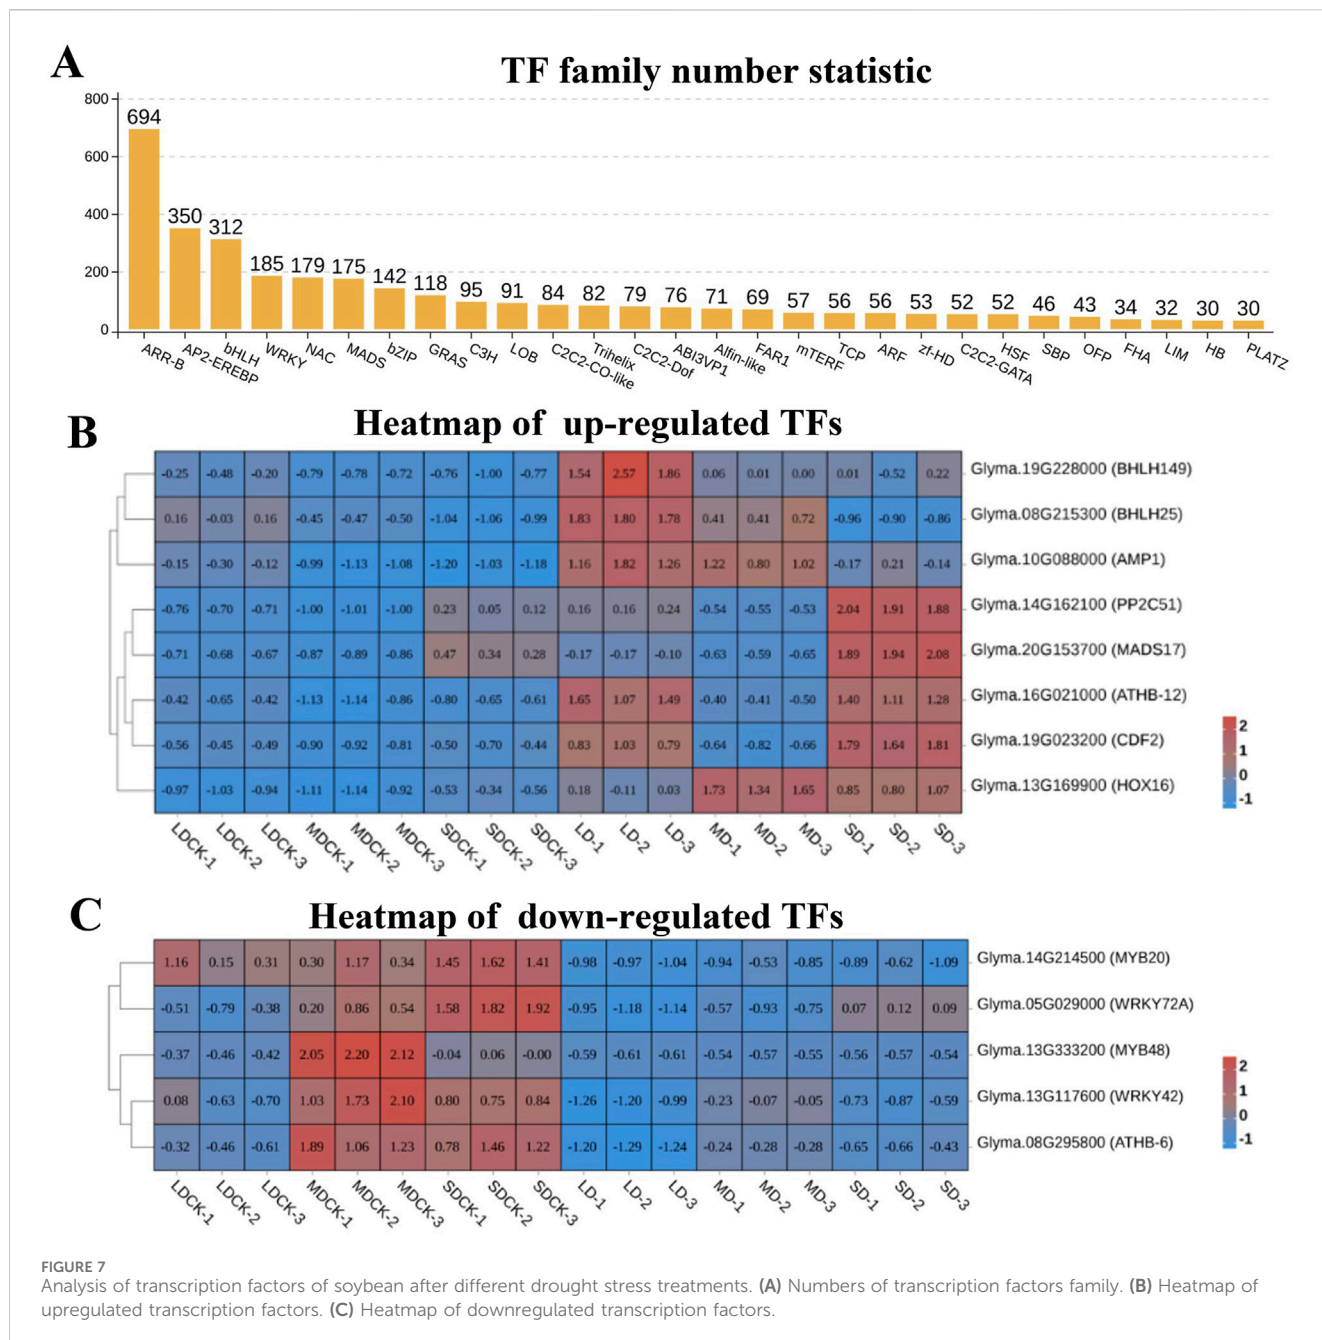 A
TF family number statistic
800
600
400
200
0
694 350 312 185 179 175 142 118 95 91 84 82 79 76 71 69 57 56 56 53 52 52 46 43 34 32 30 30
ARR-B AP2-EREBP bHLH WRKY NAC MADS bZIP GRAS C3H LOB C2C2-CO-like Trihelix C2C2-Dof ABI3VP1 Alfin-like FAR1 mTERF TCP ARF zf-HD C2C2-GATA HSF SBP OFP FHA LIM HB PLATZ
B
Heatmap of up-regulated TFs
-0.25 -0.48 -0.20 -0.79 -0.78 -0.72 -0.76 -1.00 -0.77 1.54 2.57 1.86 0.06 0.01 0.00 0.01 -0.52 0.22 Glyma.19G228000 (BHLH149)
0.16 -0.03 0.16 -0.45 -0.47 -0.50 -1.04 -1.06 -0.99 1.83 1.80 1.78 0.41 0.41 0.72 -0.96 -0.90 -0.86 Glyma.08G215300 (BHLH25)
-0.15 -0.30 -0.12 -0.99 -1.13 -1.08 -1.20 -1.03 -1.18 1.16 1.82 1.26 1.22 0.80 1.02 -0.17 0.21 -0.14 Glyma.10G088000 (AMP1)
-0.76 -0.70 -0.71 -1.00 -1.01 -1.00 0.23 0.05 0.12 0.16 0.16 0.24 -0.54 -0.55 -0.53 2.04 1.91 1.88 Glyma.14G162100 (PP2C51)
-0.71 -0.68 -0.67 -0.87 -0.89 -0.86 0.47 0.34 0.28 -0.17 -0.17 -0.10 -0.63 -0.59 -0.65 1.89 1.94 2.08 Glyma.20G153700 (MADS17)
-0.42 -0.65 -0.42 -1.13 -1.14 -0.86 -0.80 -0.65 -0.61 1.65 1.07 1.49 -0.40 -0.41 -0.50 1.40 1.11 1.28 Glyma.16G021000 (ATHB-12)
-0.56 -0.45 -0.49 -0.90 -0.92 -0.81 -0.50 -0.70 -0.44 0.83 1.03 0.79 -0.64 -0.82 -0.66 1.79 1.64 1.81 Glyma.19G023200 (CDF2)
-0.97 -1.03 -0.94 -1.11 -1.14 -0.92 -0.53 -0.34 -0.56 0.18 -0.11 0.03 1.73 1.34 1.65 0.85 0.80 1.07 Glyma.13G169900 (HOX16)
2
1
0
-1
LDCK-1 LDCK-2 LDCK-3 MDCK-1 MDCK-2 MDCK-3 SDCK-1 SDCK-2 SDCK-3 LD-1 LD-2 LD-3 MD-1 MD-2 MD-3 SD-1 SD-2 SD-3
C
Heatmap of down-regulated TFs
1.16 0.15 0.31 0.30 1.17 0.34 1.45 1.62 1.41 -0.98 -0.97 -1.04 -0.94 -0.53 -0.85 -0.89 -0.62 -1.09 Glyma.14G214500 (MYB20)
-0.51 -0.79 -0.38 0.20 0.86 0.54 1.58 1.82 1.92 -0.95 -1.18 -1.14 -0.57 -0.93 -0.75 0.07 0.12 0.09 Glyma.05G029000 (WRKY72A)
-0.37 -0.46 -0.42 2.05 2.20 2.12 -0.04 0.06 -0.00 -0.59 -0.61 -0.61 -0.54 -0.57 -0.55 -0.56 -0.57 -0.54 Glyma.13G333200 (MYB48)
0.08 -0.63 -0.70 1.03 1.73 2.10 0.80 0.75 0.84 -1.26 -1.20 -0.99 -0.23 -0.07 -0.05 -0.73 -0.87 -0.59 Glyma.13G117600 (WRKY42)
-0.32 -0.46 -0.61 1.89 1.06 1.23 0.78 1.46 1.22 -1.20 -1.29 -1.24 -0.24 -0.28 -0.28 -0.65 -0.66 -0.43 Glyma.08G295800 (ATHB-6)
2
1
0
-1
LDCK-1 LDCK-2 LDCK-3 MDCK-1 MDCK-2 MDCK-3 SDCK-1 SDCK-2 SDCK-3 LD-1 LD-2 LD-3 MD-1 MD-2 MD-3 SD-1 SD-2 SD-3
FIGURE 7
Analysis of transcription factors of soybean after different drought stress treatments. (A) Numbers of transcription factors family. (B) Heatmap of
upregulated transcription factors. (C) Heatmap of downregulated transcription factors.